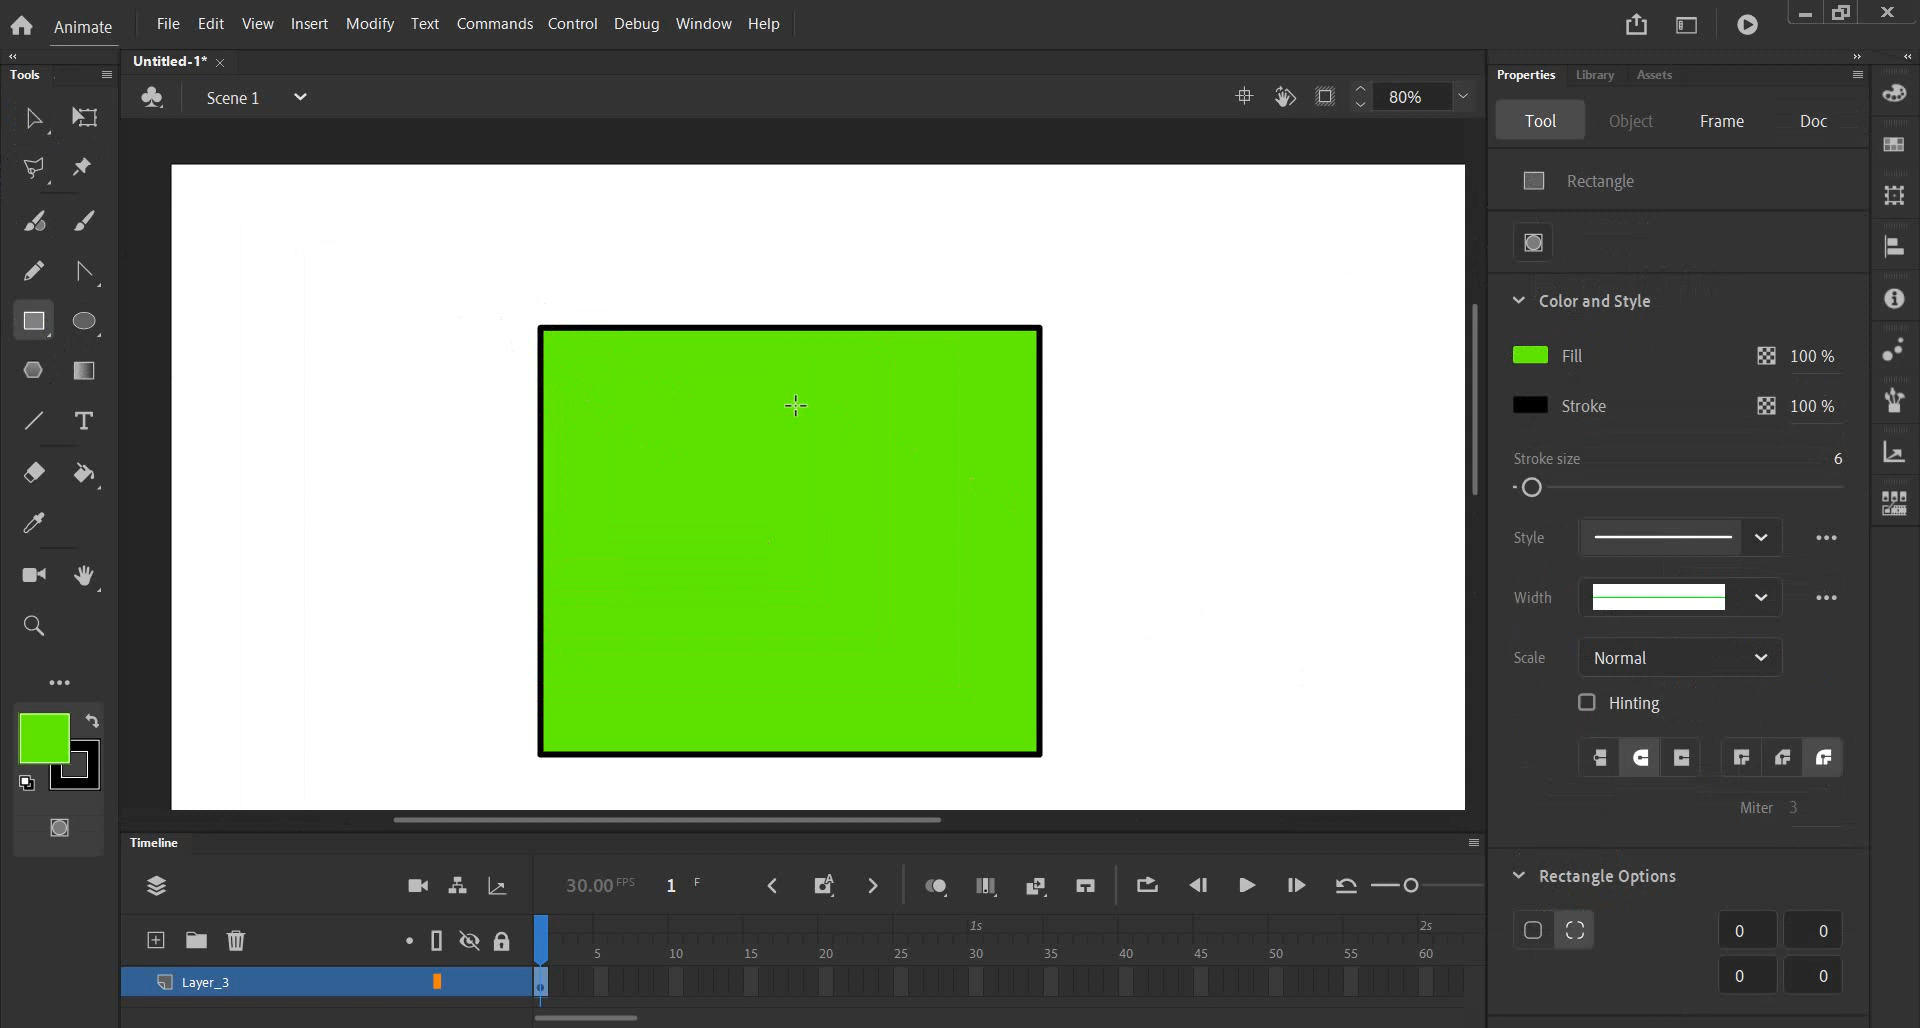 Animate File Edit View Insert Modify Text Commands Control Debug Window Help
Tools
Untitled-1*
Scene 1
80%
Properties Library Assets
Tool Object Frame Doc
Rectangle
Color and Style
Fill 100 %
Stroke 100 %
Stroke size 6
Style
Width
Scale Normal
Hinting
Miter 3
Rectangle Options
0 0
0 0
T
Timeline
30.00 FPS 1 F
1s 2s
5 10 15 20 25 30 35 40 45 50 55 60
Layer_3